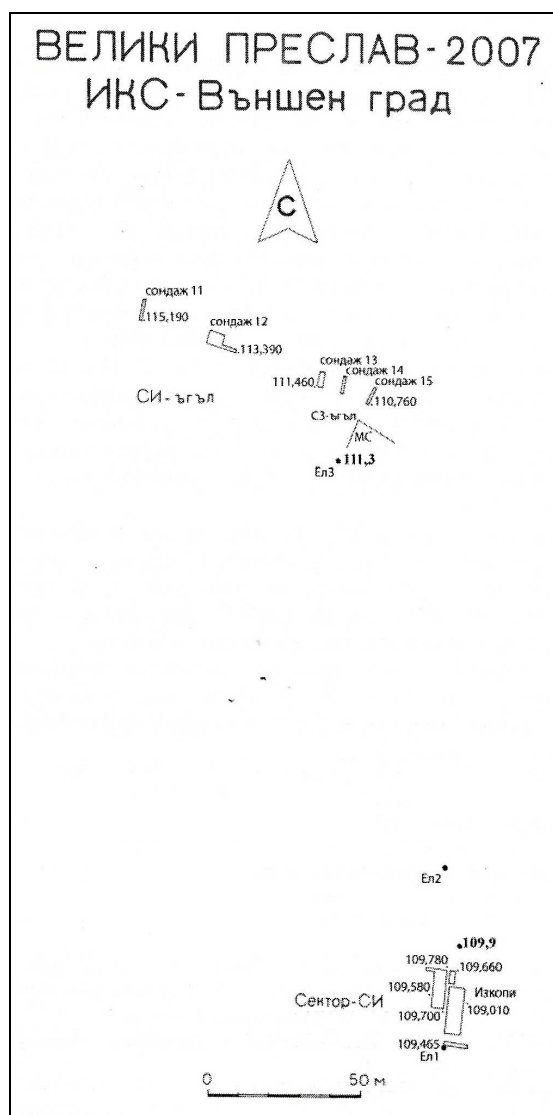 ВЕЛИКИ ПРЕСЛАВ-2007
ИКС-Външен град
С
сондаж 11
115,190
сондаж 12
113,390
сондаж 13
сондаж 14
111,460
сондаж 15
110,760
СИ-ъгъл
СЗ-ъгъл
МС
111,3
Ел3
Ел2
109,9
109,780
109,660
109,580
Изкопи
Сектор-СИ
109,010
109,700
109,465
Ел1
0
50 м